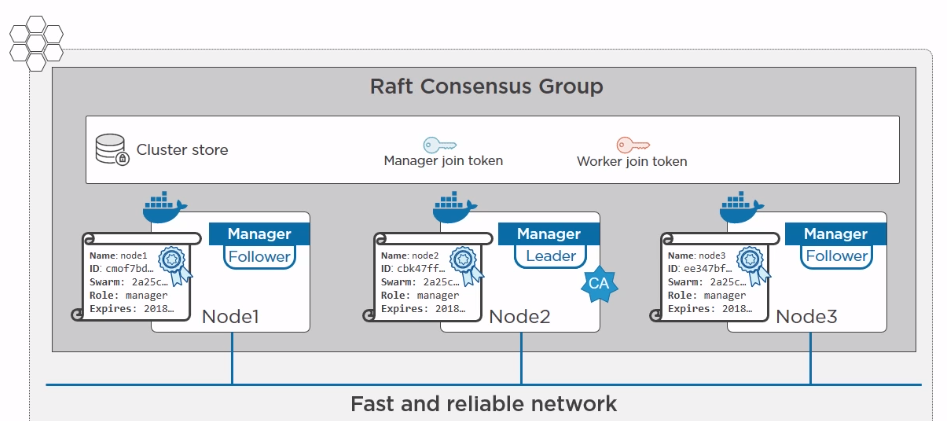 Raft Consensus Group
Cluster store
Manager join token
Worker join token
Manager
Follower
Name: node1
ID: cmof7bd…
Swarm: 2a25c…
Role: manager
Expires: 2018…
Node1
Manager
Leader
Name: node2
ID: cbk47ff…
Swarm: 2a25c…
Role: manager
Expires: 2018…
CA
Node2
Manager
Follower
Name: node3
ID: ee347bf…
Swarm: 2a25c…
Role: manager
Expires: 2018…
Node3
Fast and reliable network